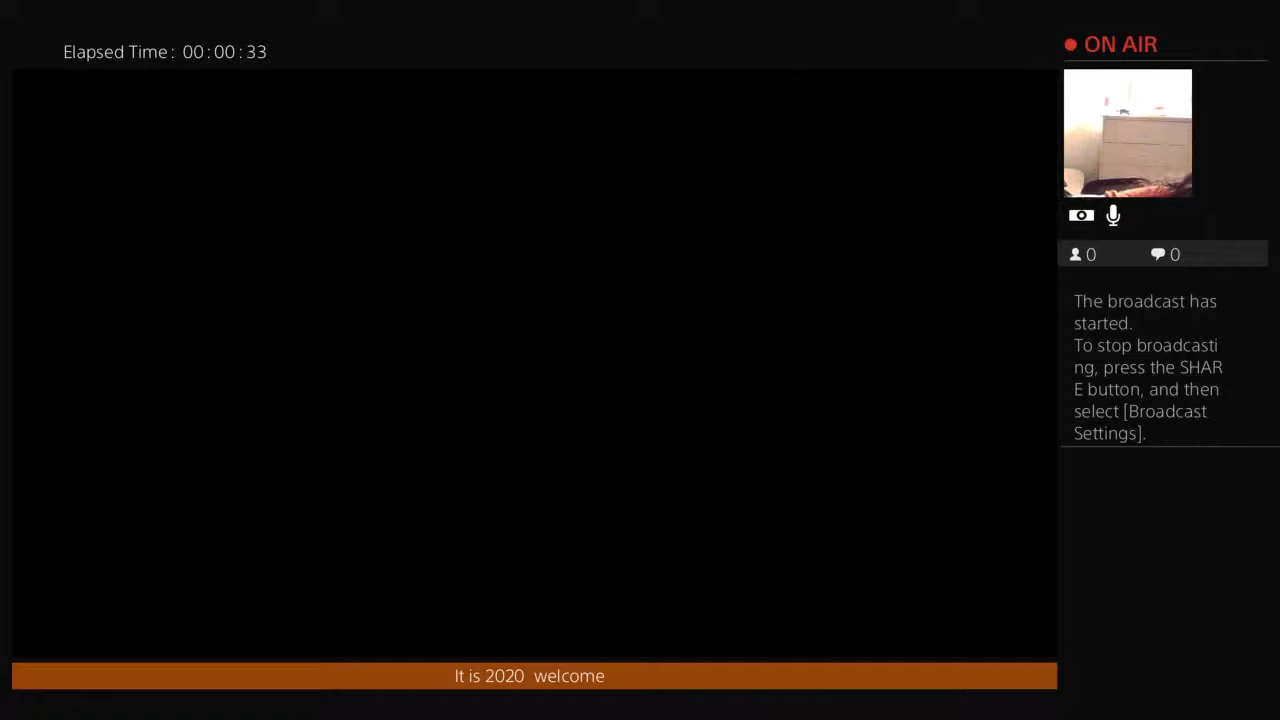 Elapsed Time: 00:00:33
ON AIR
0 0
The broadcast has
started.
To stop broadcasti
ng, press the SHAR
E button, and then
select [Broadcast
Settings].
It is 2020 welcome